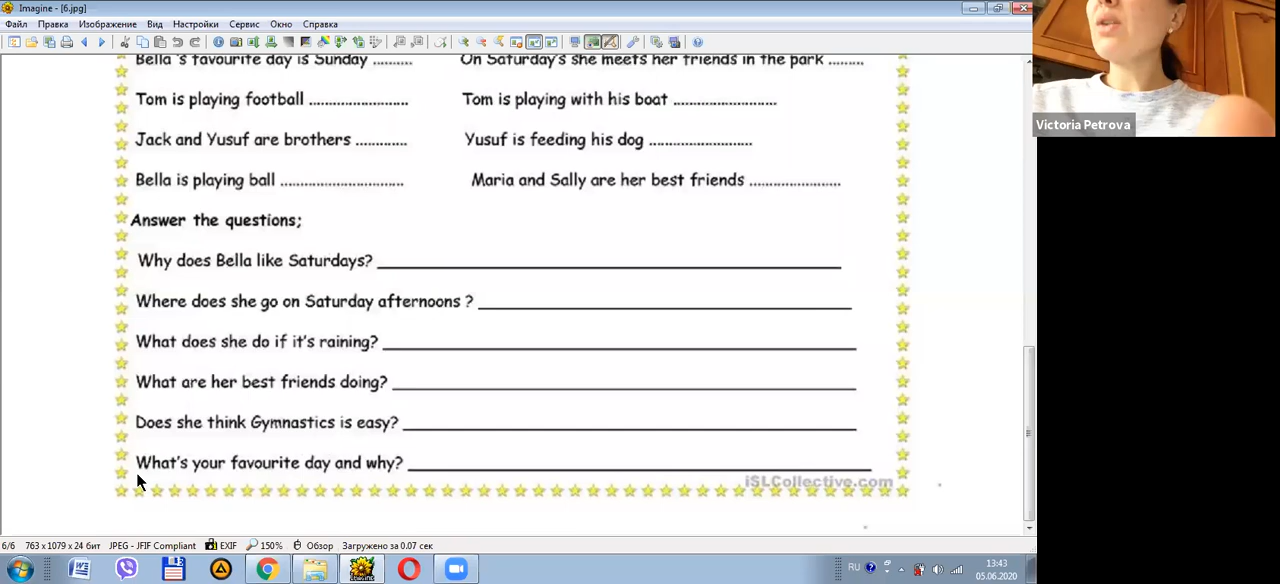 Imagine - [6.jpg]
Файл Правка Изображение Вид Настройки Сервис Окно Справка
Bella 's favourite day is Sunday .......... On Saturday's she meets her friends in the park .........
Tom is playing football .......................... Tom is playing with his boat ...........................
Jack and Yusuf are brothers ............. Yusuf is feeding his dog ...........................
Bella is playing ball ................................ Maria and Sally are her best friends .......................
Answer the questions;
Why does Bella like Saturdays? ____________________
Where does she go on Saturday afternoons ? ____________________
What does she do if it's raining? ____________________
What are her best friends doing? ____________________
Does she think Gymnastics is easy? ____________________
What's your favourite day and why? ____________________
iSLCollective.com
6/6 763 x 1079 x 24 бит JPEG - JFIF Compliant EXIF 150% Обзор Загружено за 0.07 сек
RU 13:43
05.06.2020
Victoria Petrova